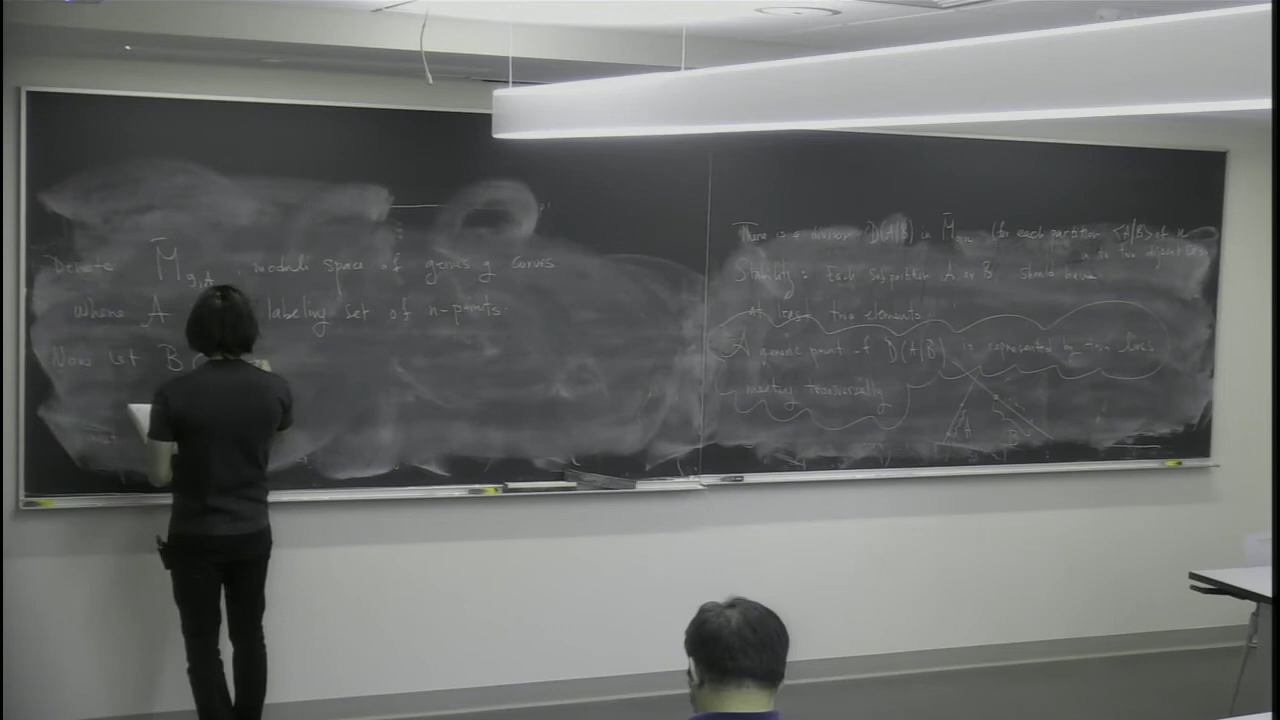 Denote M̄_{g,A} moduli space of genus g curves
where A labeling set of n-points.
Now let B
There is a divisor D(A|B) in M̄ (for each partition [A|B] of n
in two disjoint sets
Stability: Each subpartition A or B should have
at least two elements
A generic point of D(A|B) is represented by two lines
meeting transversally
A
B